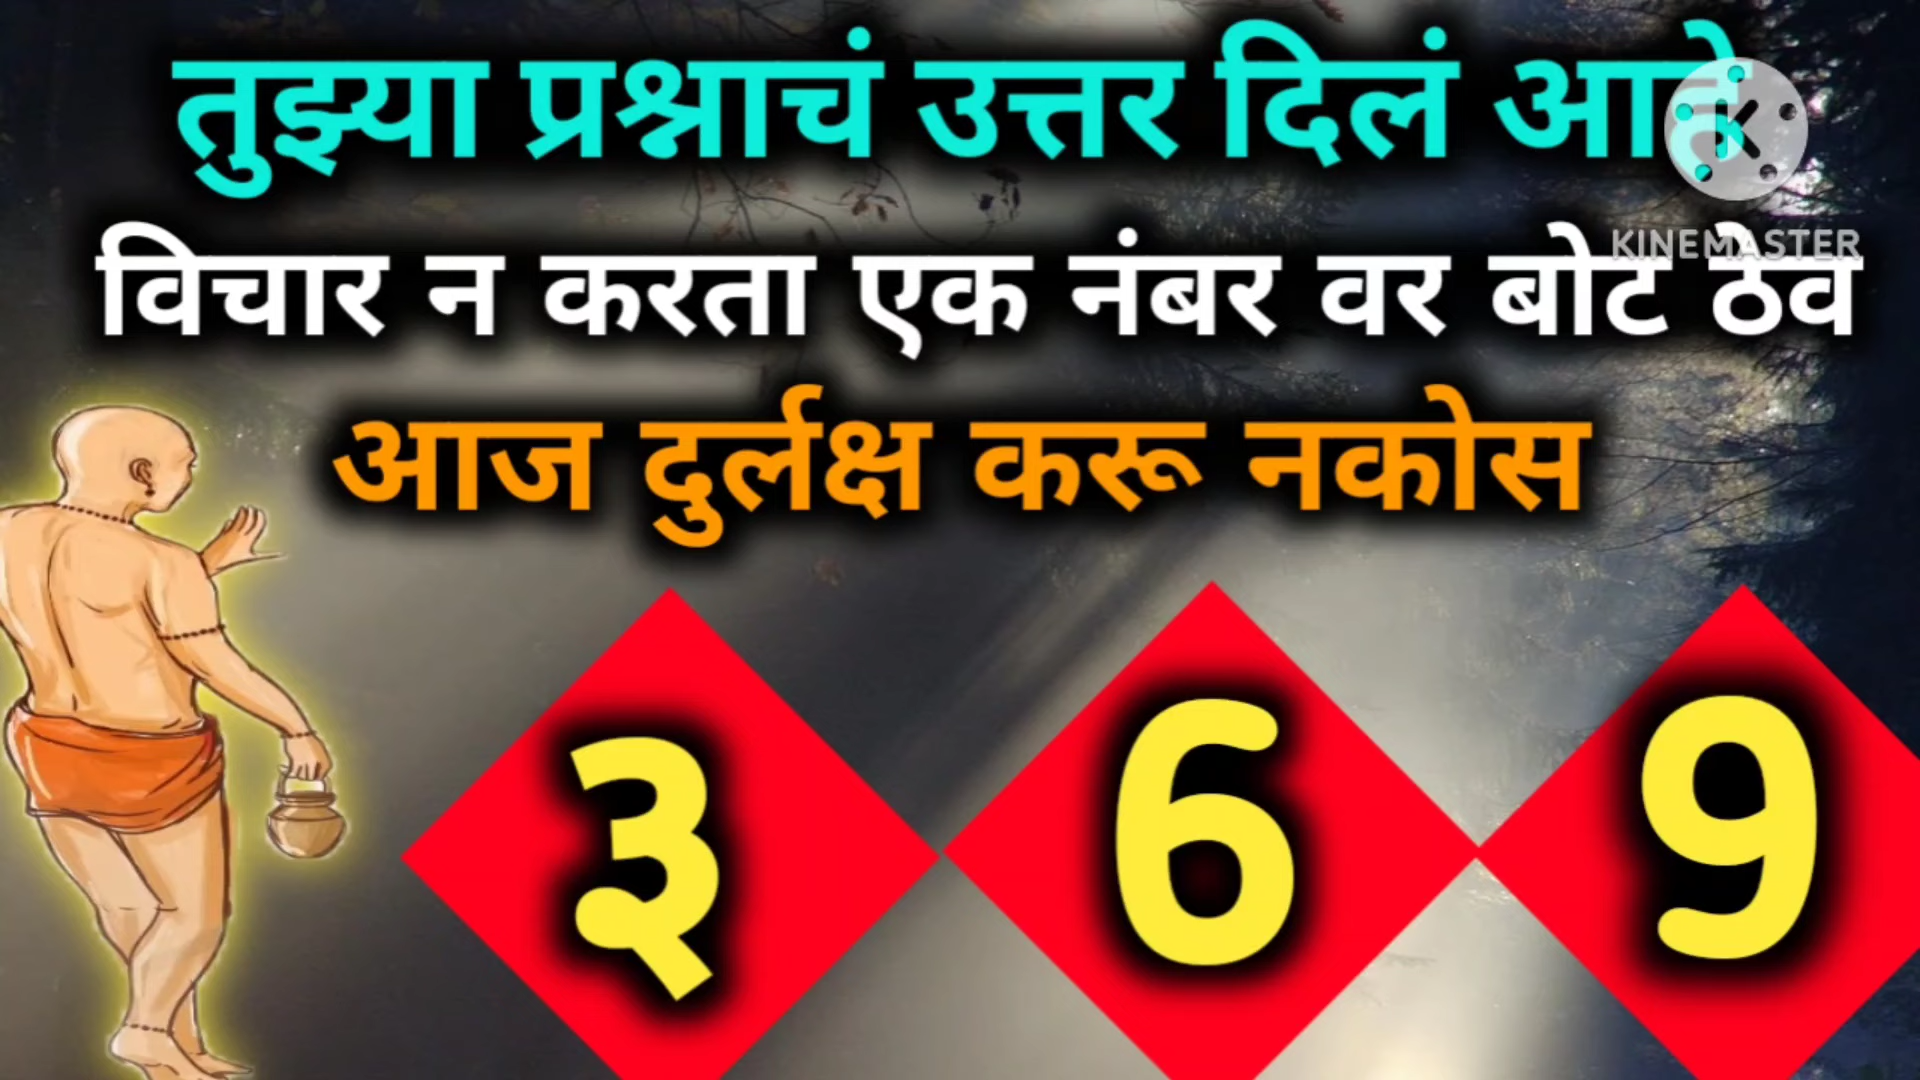 तुझ्या प्रश्नाचं उत्तर दिलं आहे
विचार न करता एक नंबर वर बोट ठेव
KINEMASTER
आज दुर्लक्ष करू नकोस
३ 6 9